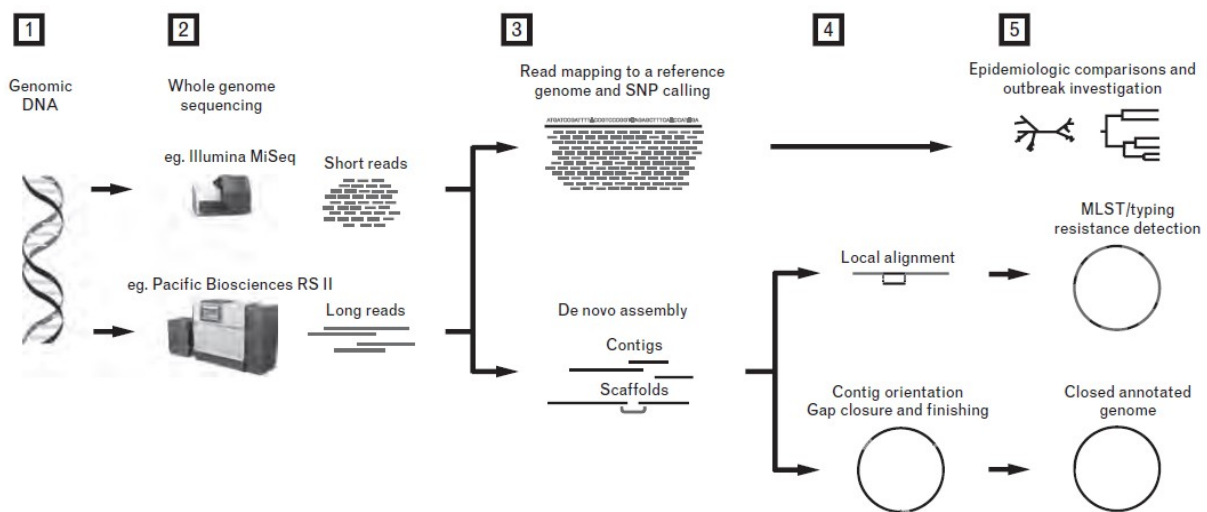 1
2
3
4
5
Genomic
DNA
Whole genome
sequencing
Read mapping to a reference
genome and SNP calling
Epidemiologic comparisons and
outbreak investigation
eg. Illumina MiSeq
Short reads
MLST/typing
resistance detection
Local alignment
eg. Pacific Biosciences RS II
Long reads
De novo assembly
Contigs
Scaffolds
Contig orientation
Gap closure and finishing
Closed annotated
genome